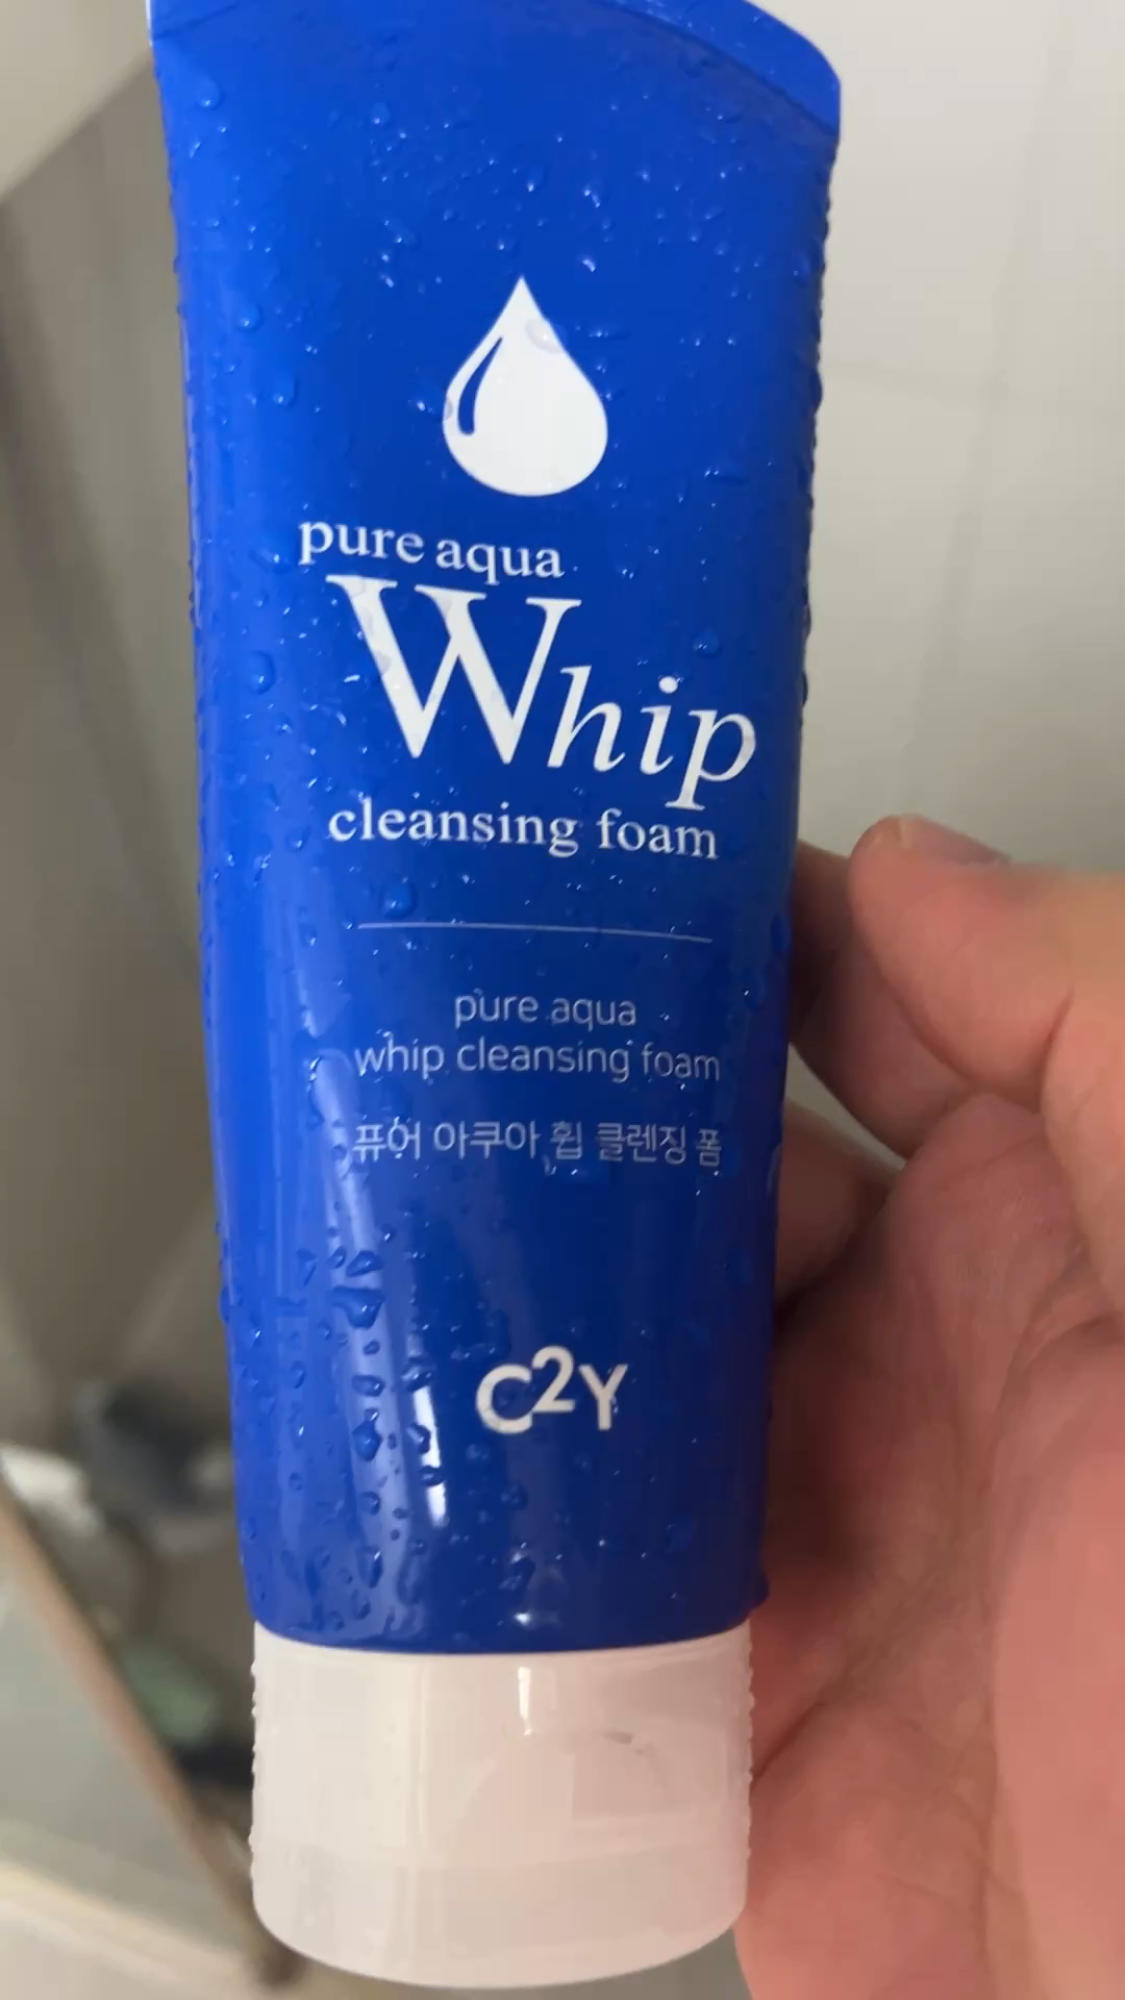 pure aqua
Whip
cleansing foam
pure aqua
whip cleansing foam
퓨어 아쿠아 휩 클렌징 폼
C2Y